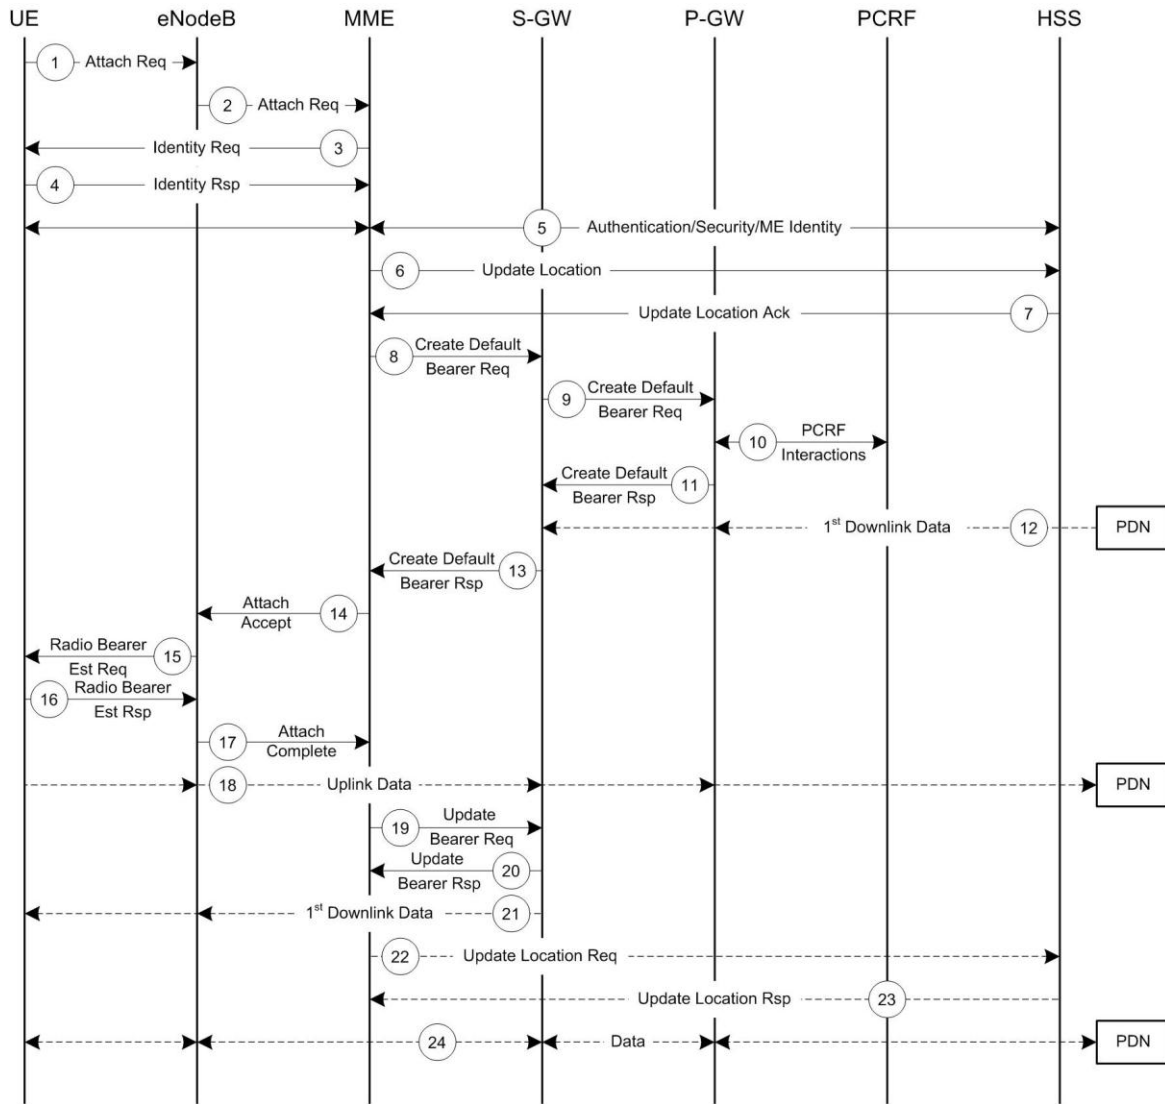 UE eNodeB MME S-GW P-GW PCRF HSS
1 Attach Req
2 Attach Req
Identity Req 3
4 Identity Rsp
5 Authentication/Security/ME Identity
6 Update Location
Update Location Ack 7
8 Create Default
Bearer Req
9 Create Default
Bearer Req
10 PCRF
Interactions
Create Default 11
Bearer Rsp
1st Downlink Data 12 PDN
Create Default 13
Bearer Rsp
Attach 14
Accept
Radio Bearer 15
Est Req
16 Radio Bearer
Est Rsp
17 Attach
Complete
18 Uplink Data PDN
19 Update
Bearer Req
Update 20
Bearer Rsp
1st Downlink Data 21
22 Update Location Req
Update Location Rsp 23
24 Data PDN